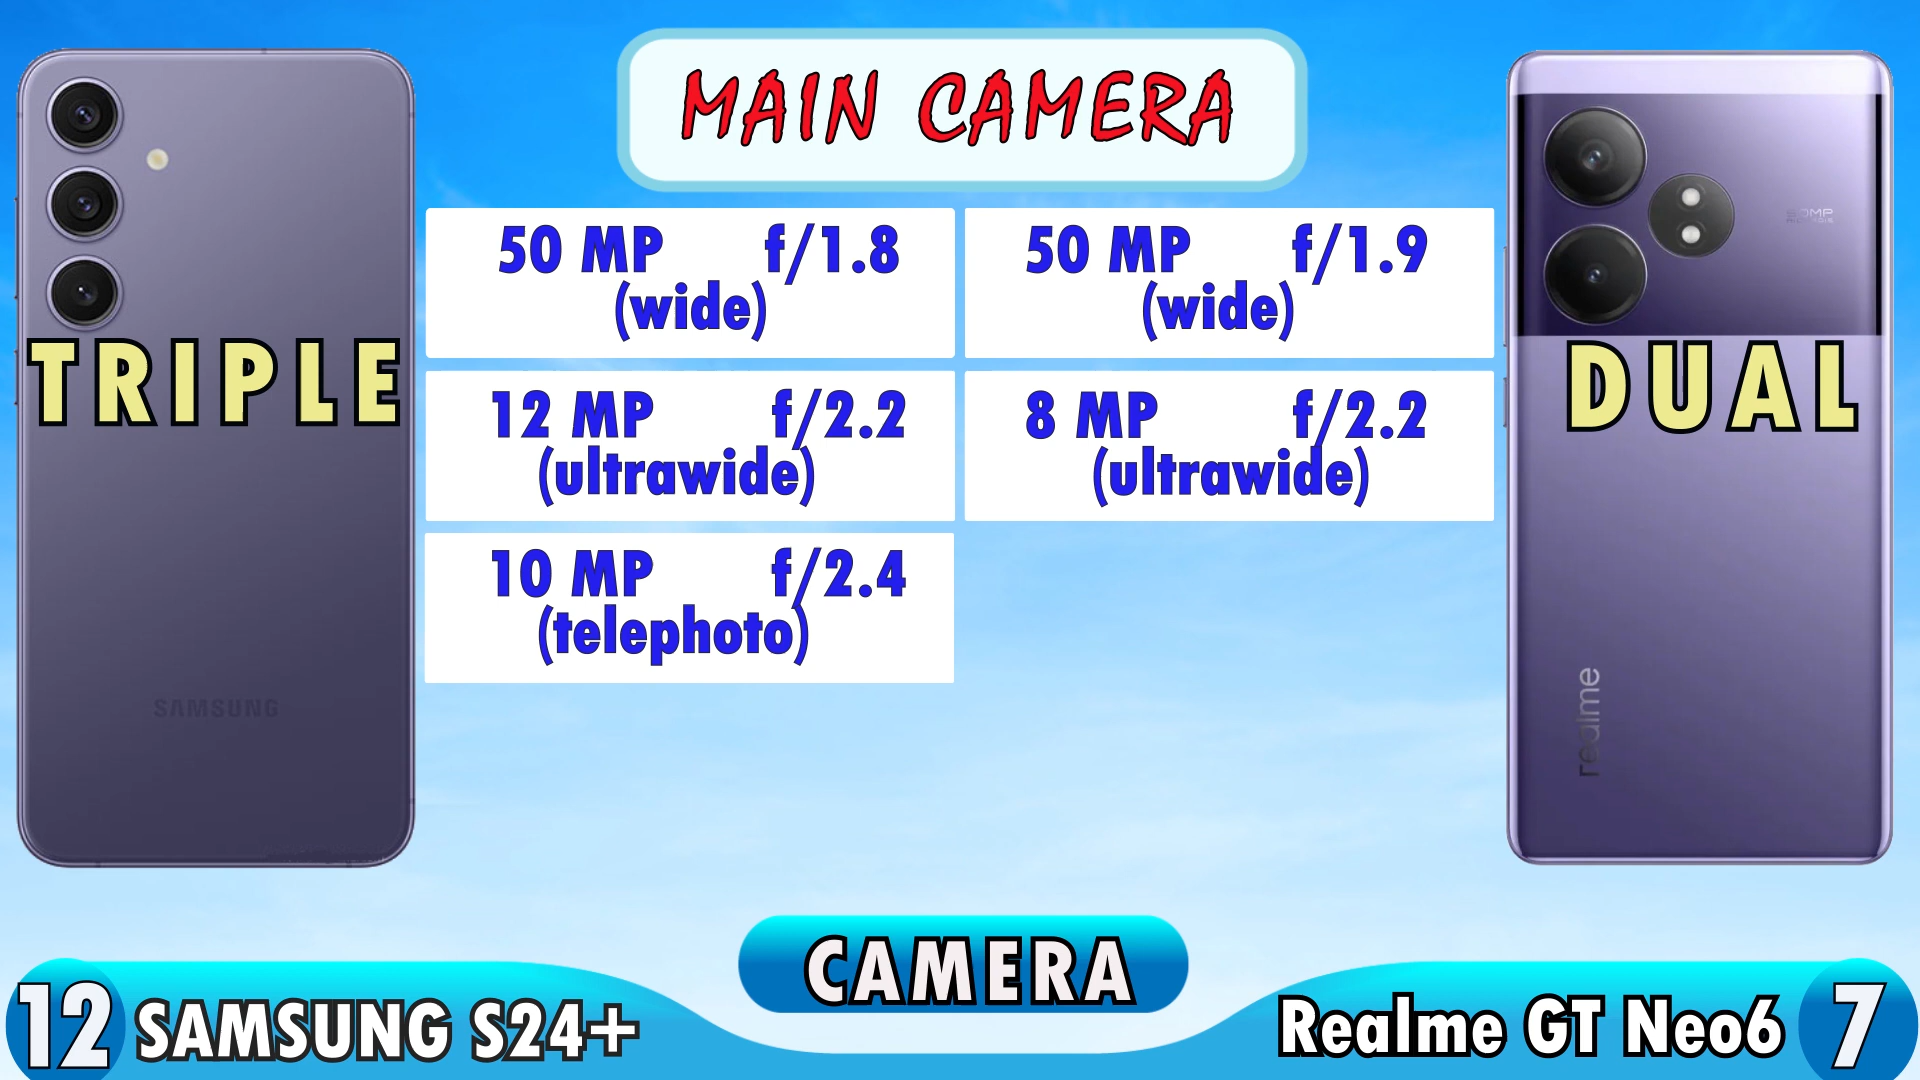 MAIN CAMERA
50 MP f/1.8
(wide)
50 MP f/1.9
(wide)
TRIPLE
DUAL
12 MP f/2.2
(ultrawide)
8 MP f/2.2
(ultrawide)
10 MP f/2.4
(telephoto)
SAMSUNG
realme
CAMERA
12 SAMSUNG S24+
Realme GT Neo6 7